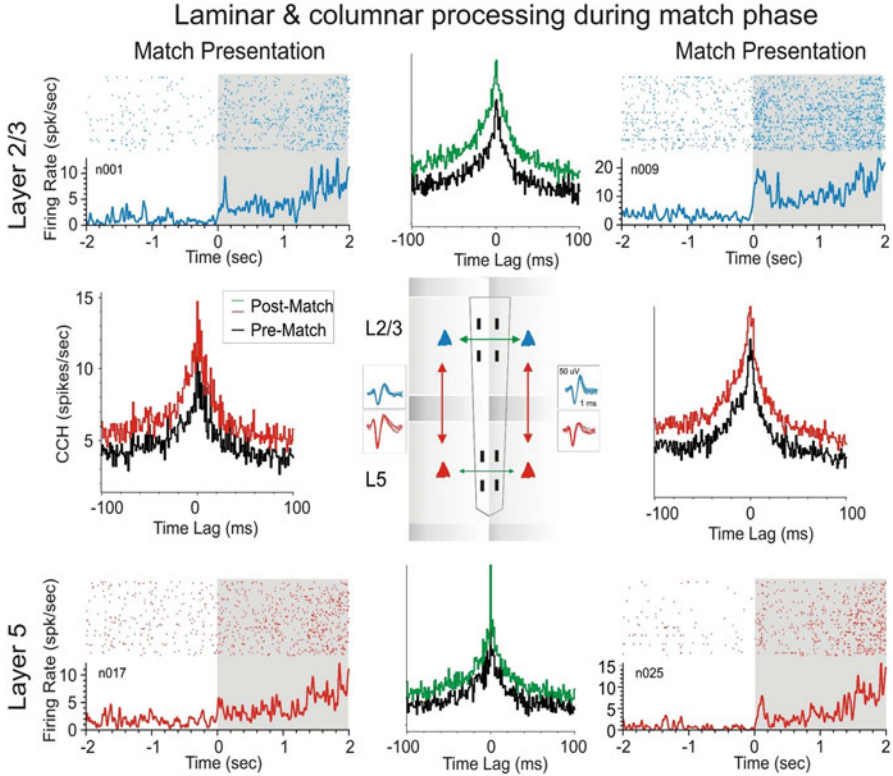 Laminar & columnar processing during match phase
Match Presentation
Match Presentation
Layer 2/3
Firing Rate (spk/sec)
10
5
0
n001
-2 -1 0 1 2
Time (sec)
-100 0 100
Time Lag (ms)
20
10
0
n009
-2 -1 0 1 2
Time (sec)
CCH (spikes/sec)
15
10
5
Post-Match
Pre-Match
-100 0 100
Time Lag (ms)
L2/3
L5
50 uV
1 ms
-100 0 100
Time Lag (ms)
Layer 5
Firing Rate (spk/sec)
10
5
0
n017
-2 -1 0 1 2
Time (sec)
-100 0 100
Time Lag (ms)
15
10
5
0
n025
-2 -1 0 1 2
Time (sec)